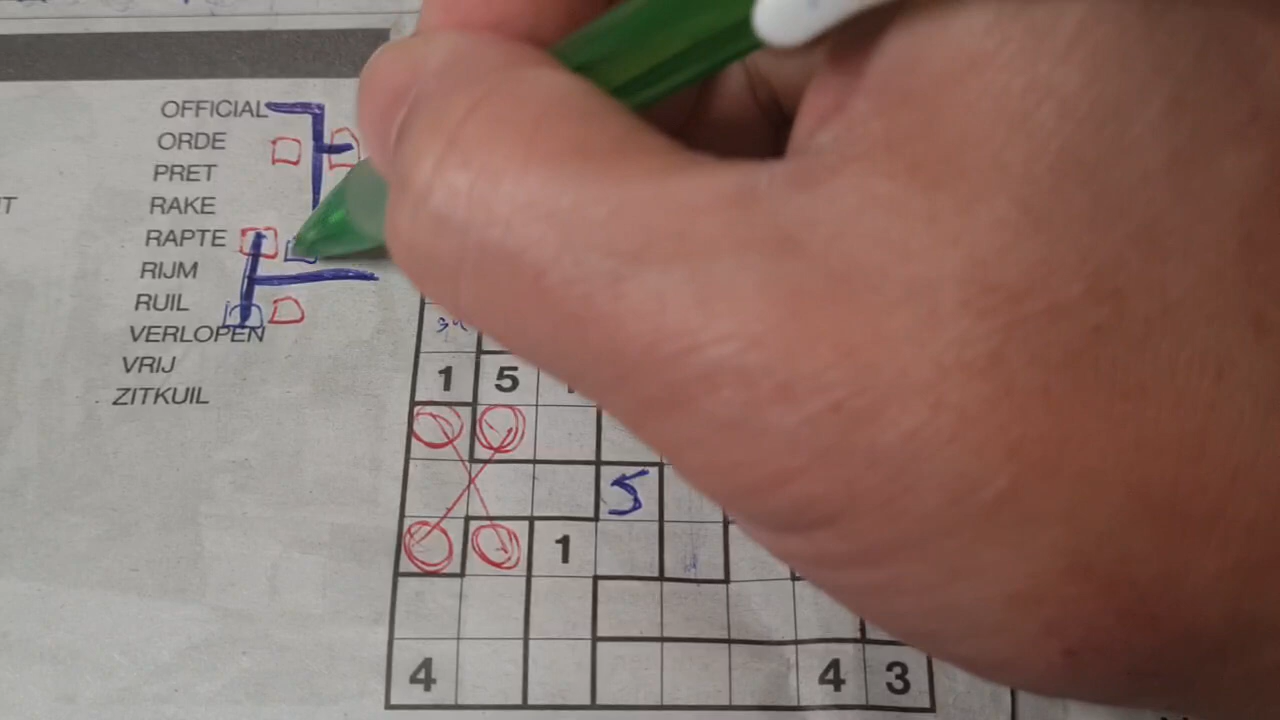 OFFICIAL
ORDE
PRET
RAKE
RAPTE
RIJM
RUIL
VERLOPEN
VRIJ
ZITKUIL
1 5
5
1
4 4 3